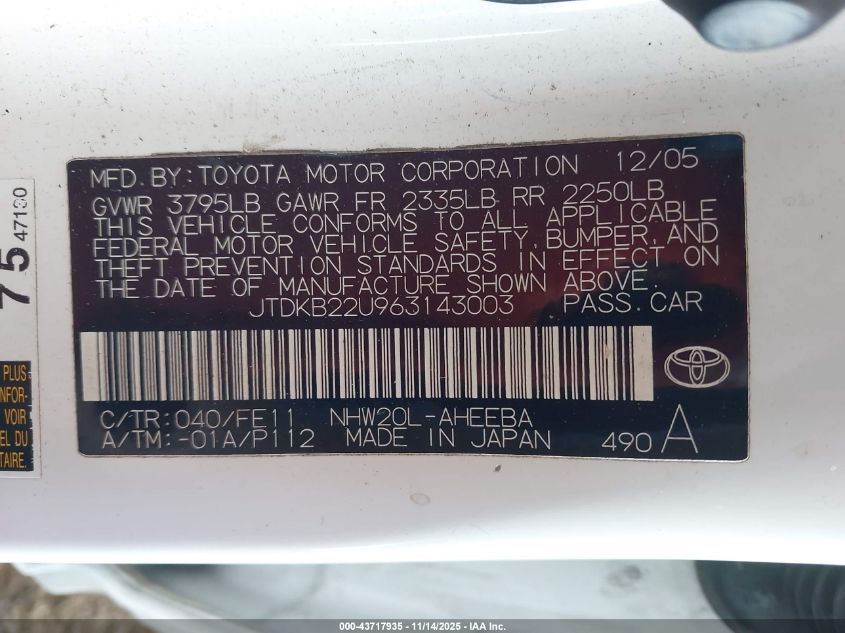 MFD. BY: TOYOTA MOTOR CORPORATION 12/05
GVWR 3795LB GAWR FR 2335LB RR 2250LB
THIS VEHICLE CONFORMS TO ALL APPLICABLE
FEDERAL MOTOR VEHICLE SAFETY, BUMPER, AND
THEFT PREVENTION STANDARDS IN EFFECT ON
THE DATE OF MANUFACTURE SHOWN ABOVE.
JTDKB22U963143003 PASS. CAR
C/TR: 040/FE11 NHW20L-AHEEBA
A/TM: -01A/P112 MADE IN JAPAN 490 A
75
47180
PLUS
NFOR-
VOIR
EL DU
TAIRE.
000-43717935 - 11/14/2025 - IAA Inc.